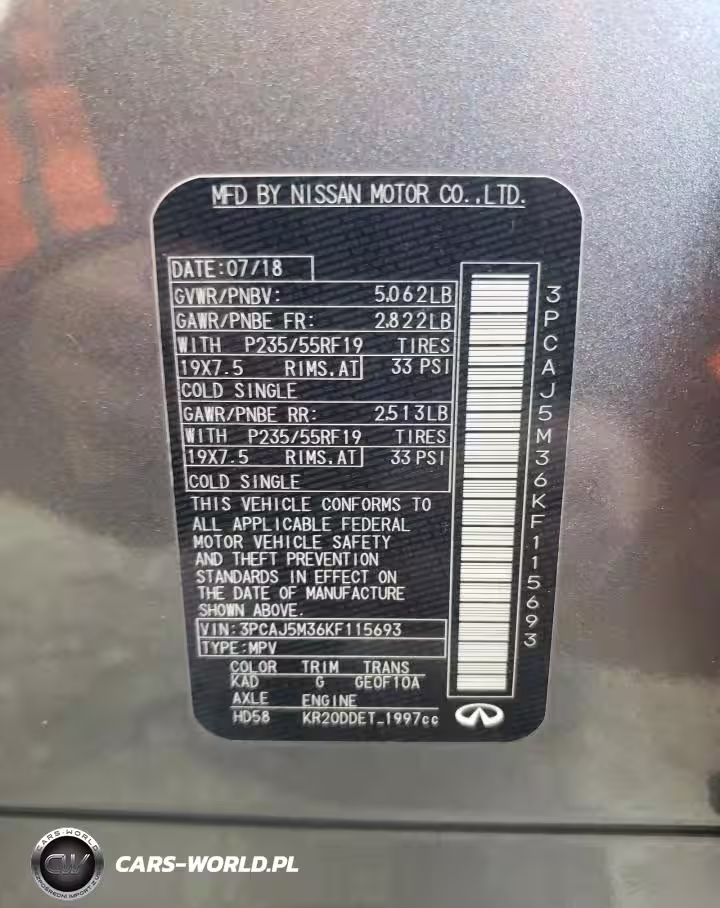 MFD BY NISSAN MOTOR CO.,LTD.
DATE:07/18
GVWR/PNBV: 5,062LB
GAWR/PNBE FR: 2,822LB
WITH P235/55RF19 TIRES
19X7.5 RIMS.AT 33 PSI
COLD SINGLE
GAWR/PNBE RR: 2,513LB
WITH P235/55RF19 TIRES
19X7.5 RIMS.AT 33 PSI
COLD SINGLE
THIS VEHICLE CONFORMS TO
ALL APPLICABLE FEDERAL
MOTOR VEHICLE SAFETY
AND THEFT PREVENTION
STANDARDS IN EFFECT ON
THE DATE OF MANUFACTURE
SHOWN ABOVE.
VIN:3PCAJ5M36KF115693
TYPE:MPV
COLOR TRIM TRANS
KAD G GE0F10A
AXLE ENGINE
HD58 KR20DDET_1997cc
3PCAJ5M36KF115693
CARS-WORLD
CW
CARS-WORLD.PL